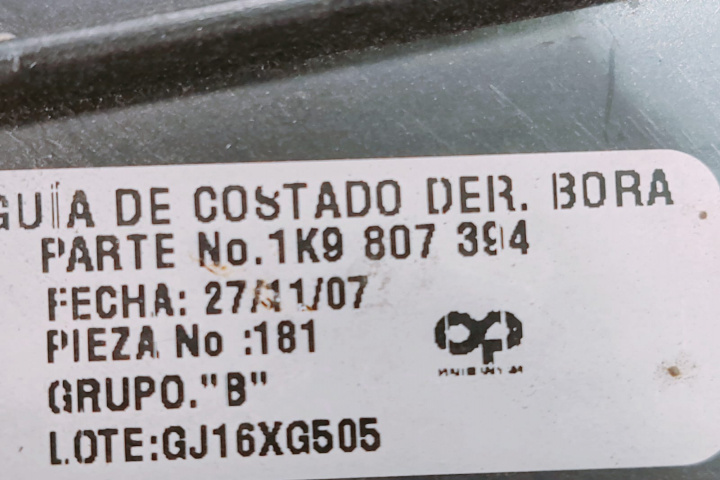 GUÍA DE COSTADO DER. BORA
PARTE No.1K9 807 394
FECHA: 27/11/07
PIEZA No :181
GRUPO."B"
LOTE:GJ16XG505